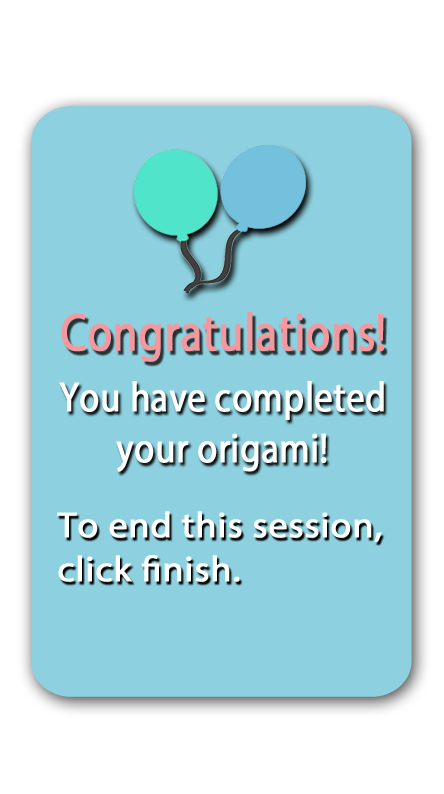 Congratulations!
You have completed
your origami!
To end this session,
click finish.